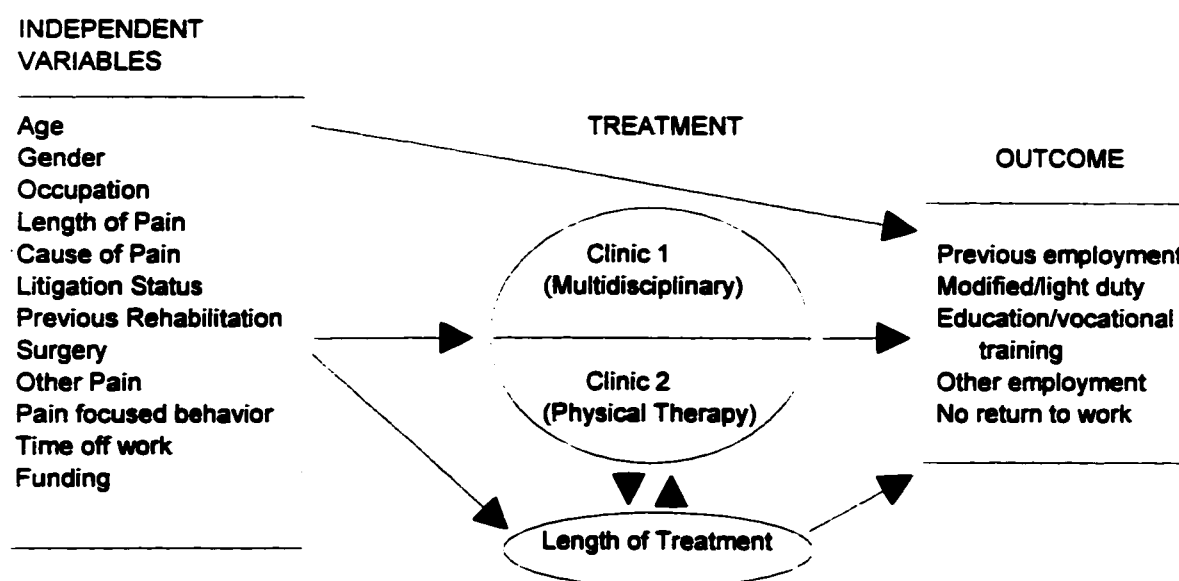 INDEPENDENT
VARIABLES
Age
Gender
Occupation
Length of Pain
Cause of Pain
Litigation Status
Previous Rehabilitation
Surgery
Other Pain
Pain focused behavior
Time off work
Funding
TREATMENT
Clinic 1
(Multidisciplinary)
Clinic 2
(Physical Therapy)
Length of Treatment
OUTCOME
Previous employment
Modified/light duty
Education/vocational
training
Other employment
No return to work